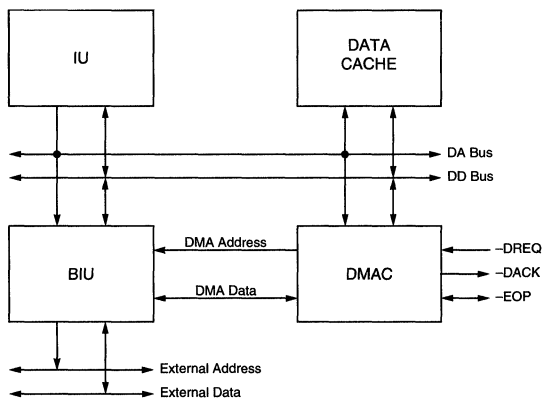 IU
DATA
CACHE
DA Bus
DD Bus
BIU
DMA Address
DMA Data
DMAC
–DREQ
–DACK
–EOP
External Address
External Data